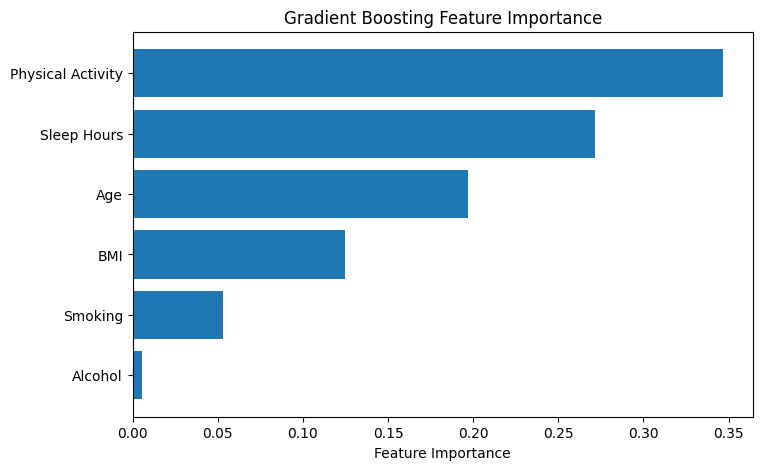 Gradient Boosting Feature Importance
Physical Activity
Sleep Hours
Age
BMI
Smoking
Alcohol
0.00 0.05 0.10 0.15 0.20 0.25 0.30 0.35
Feature Importance